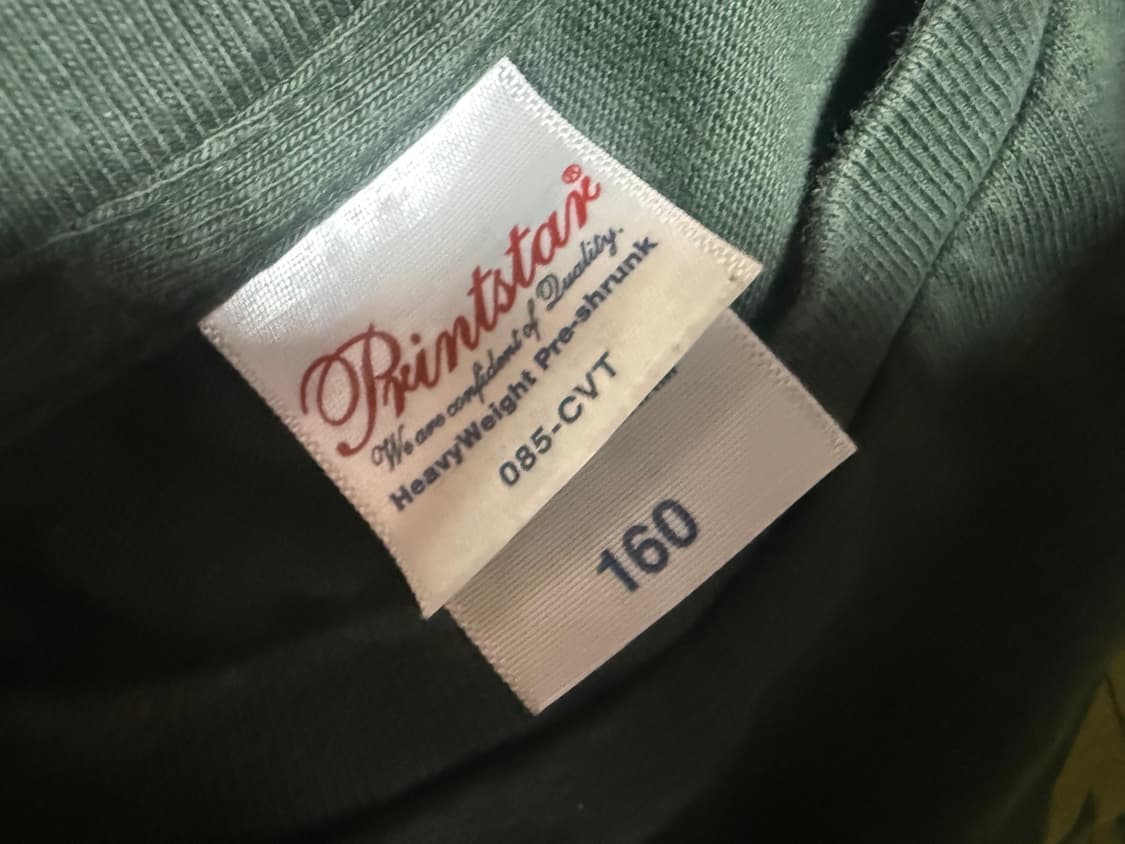 Printstar®
We are confident of Quality.
HeavyWeight Pre-shrunk
085-CVT
160